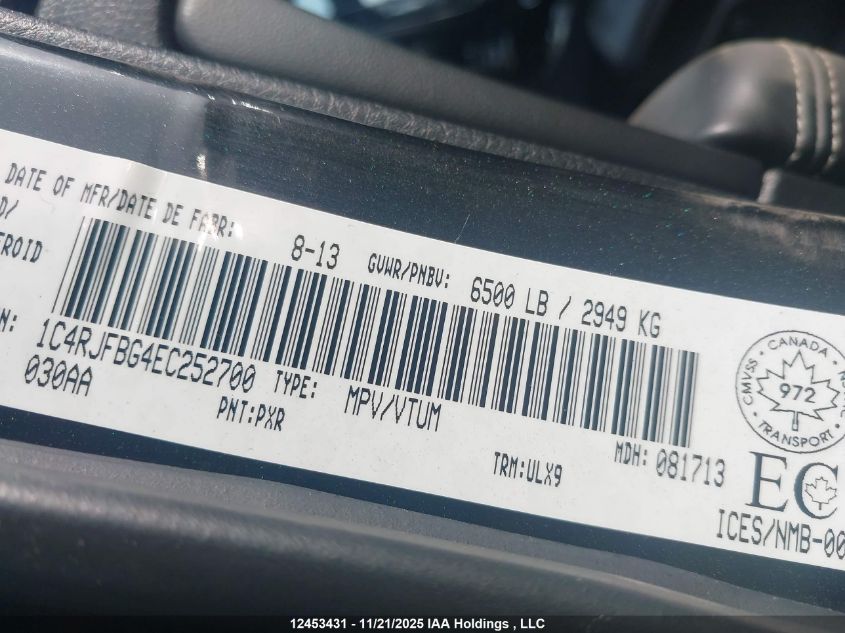 DATE OF MFR/DATE DE FABR: 8-13 GVWR/PNBV: 6500 LB / 2949 KG
1C4RJFBG4EC252700 TYPE: MPV/VTUM MDH: 081713
030AA PNT:PXR TRM:ULX9
CANADA
CMVSS
972
TRANSPORT
EC
ICES/NMB-00
12453431 - 11/21/2025 IAA Holdings , LLC